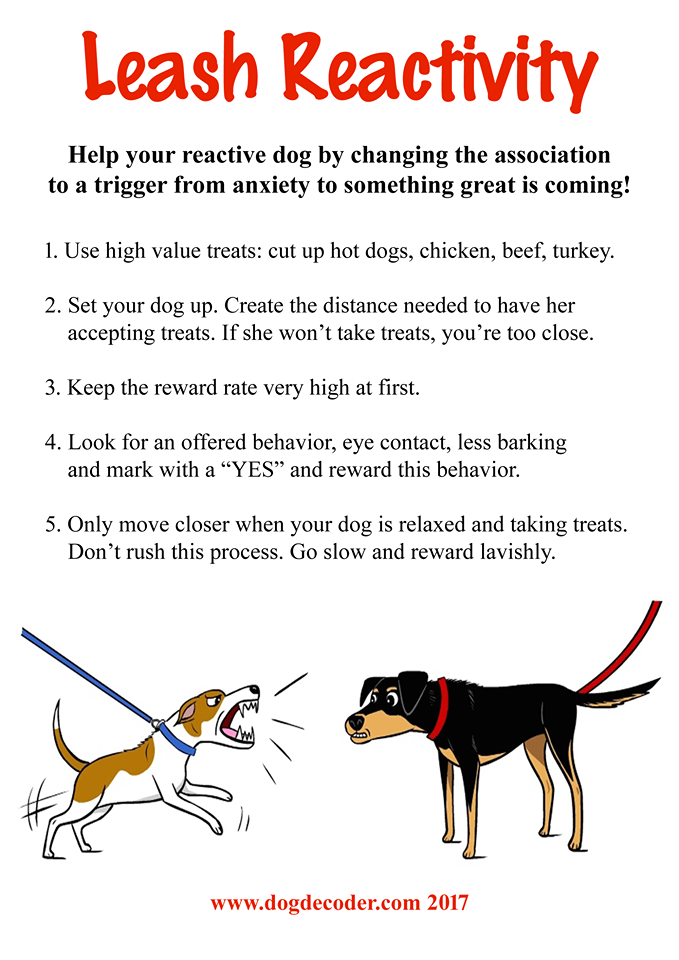 Leash Reactivity
Help your reactive dog by changing the association
to a trigger from anxiety to something great is coming!
1. Use high value treats: cut up hot dogs, chicken, beef, turkey.
2. Set your dog up. Create the distance needed to have her
accepting treats. If she won’t take treats, you’re too close.
3. Keep the reward rate very high at first.
4. Look for an offered behavior, eye contact, less barking
and mark with a “YES” and reward this behavior.
5. Only move closer when your dog is relaxed and taking treats.
Don’t rush this process. Go slow and reward lavishly.
www.dogdecoder.com 2017